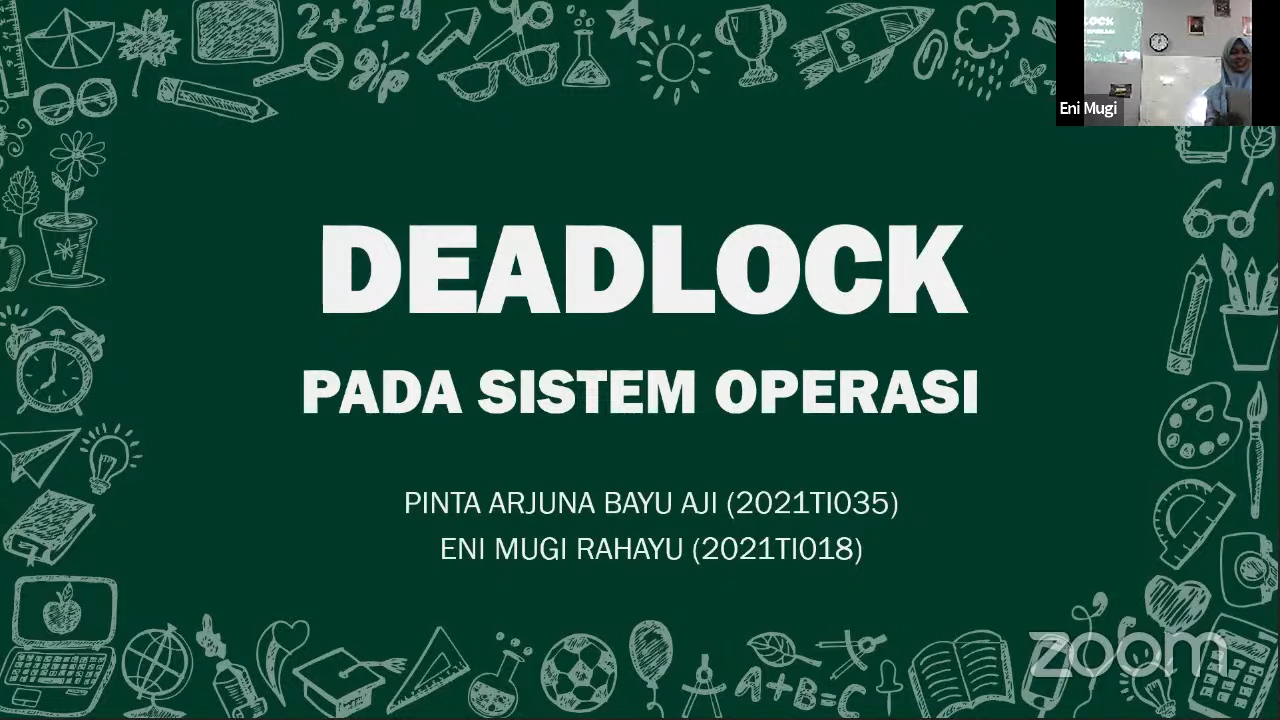 2+2=4
9:/p
Eni Mugi
DEADLOCK
PADA SISTEM OPERASI
PINTA ARJUNA BAYU AJI (2021TI035)
ENI MUGI RAHAYU (2021TI018)
A+B=C
zoom